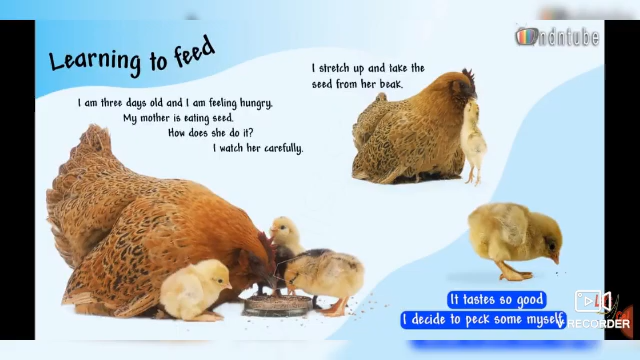 Learning to feed
I am three days old and I am feeling hungry.
My mother is eating seed.
How does she do it?
I watch her carefully.
I stretch up and take the
seed from her beak.
It tastes so good
I decide to peck some myself
ndntube
RECORDER